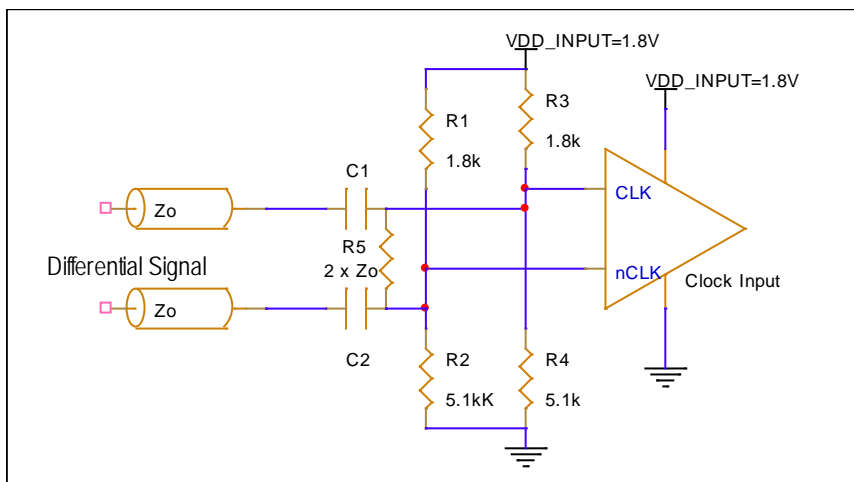 VDD_INPUT=1.8V
VDD_INPUT=1.8V
R1
R3
1.8k
1.8k
C1
CLK
Zo
R5
2 x Zo
Differential Signal
nCLK
Clock Input
Zo
C2
R2
R4
5.1kK
5.1k